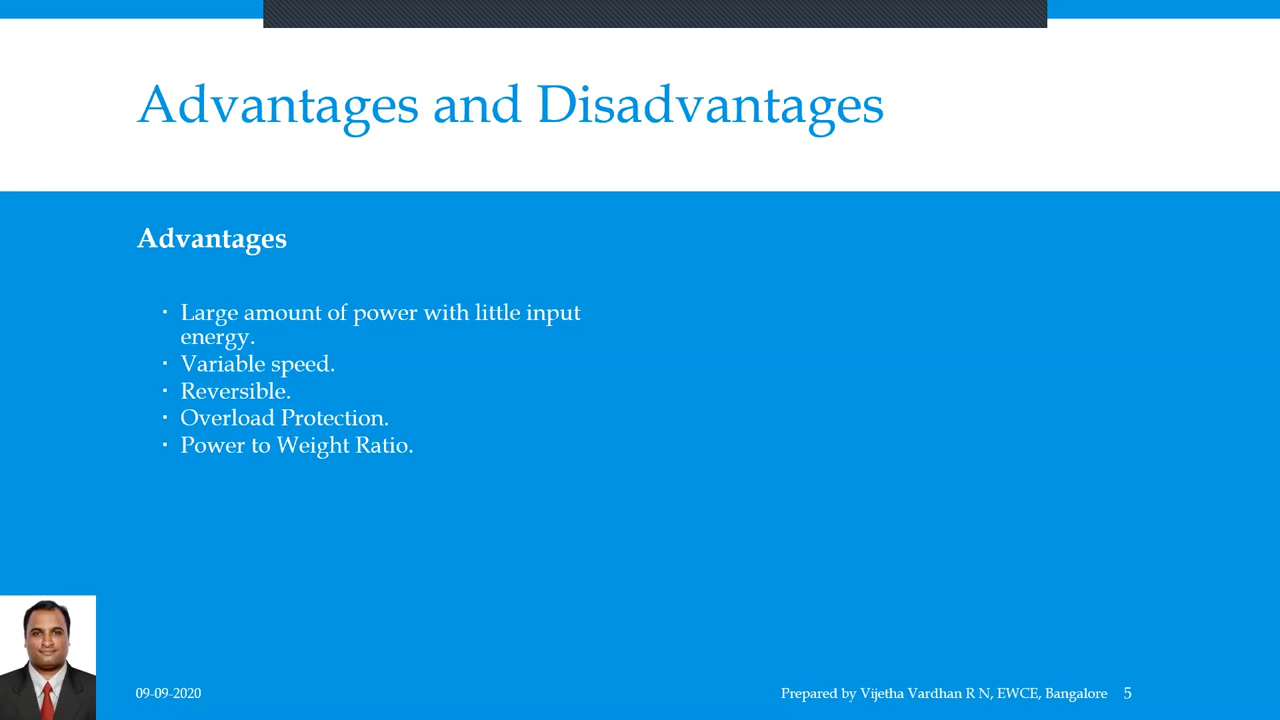 Advantages and Disadvantages
Advantages
▪ Large amount of power with little input
energy.
▪ Variable speed.
▪ Reversible.
▪ Overload Protection.
▪ Power to Weight Ratio.
09-09-2020
Prepared by Vijetha Vardhan R N, EWCE, Bangalore 5